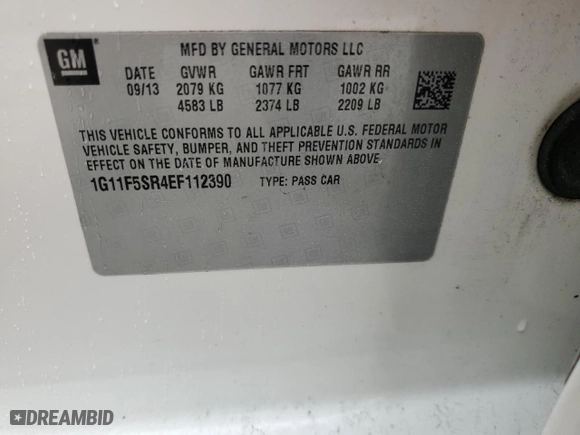 GM
MFD BY GENERAL MOTORS LLC
DATE GVWR GAWR FRT GAWR RR
09/13 2079 KG 1077 KG 1002 KG
4583 LB 2374 LB 2209 LB
THIS VEHICLE CONFORMS TO ALL APPLICABLE U.S. FEDERAL MOTOR
VEHICLE SAFETY, BUMPER, AND THEFT PREVENTION STANDARDS IN
EFFECT ON THE DATE OF MANUFACTURE SHOWN ABOVE.
1G11F5SR4EF112390 TYPE: PASS CAR
DREAMBID